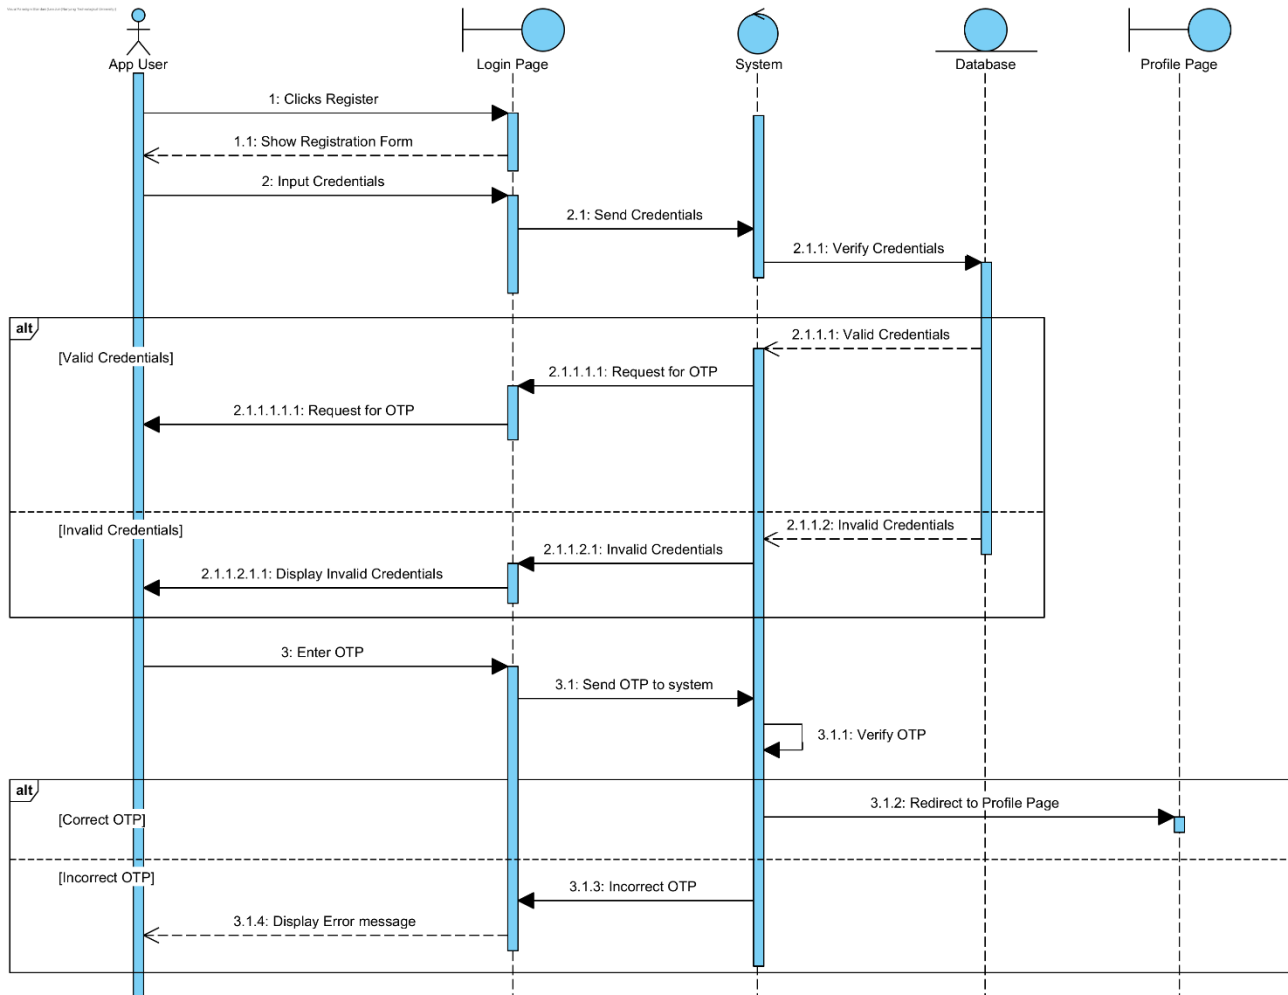 App User
Login Page
System
Database
Profile Page
1: Clicks Register
1.1: Show Registration Form
2: Input Credentials
2.1: Send Credentials
2.1.1: Verify Credentials
alt
2.1.1.1: Valid Credentials
[Valid Credentials]
2.1.1.1.1: Request for OTP
2.1.1.1.1.1: Request for OTP
2.1.1.2: Invalid Credentials
[Invalid Credentials]
2.1.1.2.1: Invalid Credentials
2.1.1.2.1.1: Display Invalid Credentials
3: Enter OTP
3.1: Send OTP to system
3.1.1: Verify OTP
alt
3.1.2: Redirect to Profile Page
[Correct OTP]
[Incorrect OTP]
3.1.3: Incorrect OTP
3.1.4: Display Error message